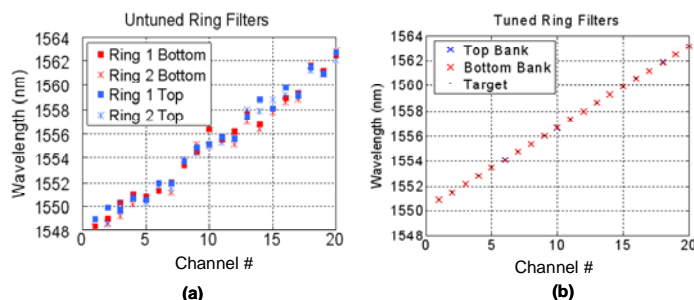 Untuned Ring Filters
Wavelength (nm)
1564
1562
1560
1558
1556
1554
1552
1550
1548
Ring 1 Bottom
Ring 2 Bottom
Ring 1 Top
Ring 2 Top
0 5 10 15 20
Channel #
(a)
Tuned Ring Filters
Wavelength (nm)
1564
1562
1560
1558
1556
1554
1552
1550
1548
Top Bank
Bottom Bank
Target
0 5 10 15 20
Channel #
(b)